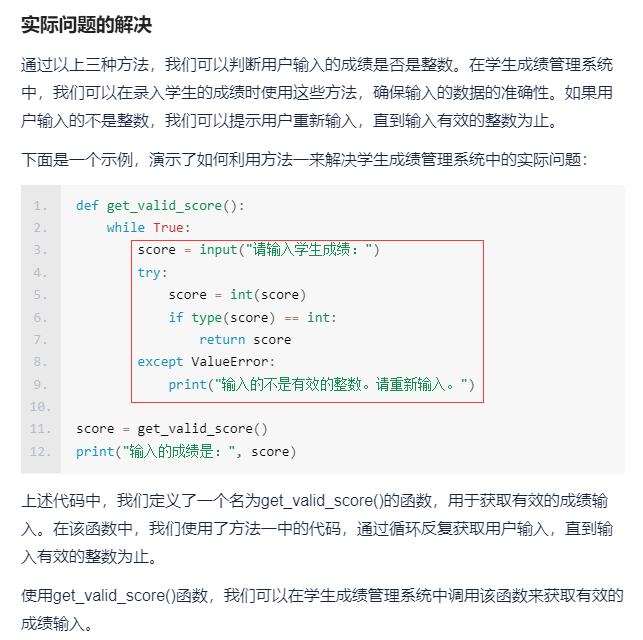 实际问题的解决
通过以上三种方法，我们可以判断用户输入的成绩是否是整数。在学生成绩管理系统
中，我们可以在录入学生的成绩时使用这些方法，确保输入的数据的准确性。如果用
户输入的不是整数，我们可以提示用户重新输入，直到输入有效的整数为止。
下面是一个示例，演示了如何利用方法一来解决学生成绩管理系统中的实际问题：
1. def get_valid_score():
2.     while True:
3.         score = input("请输入学生成绩：")
4.         try:
5.             score = int(score)
6.             if type(score) == int:
7.                 return score
8.         except ValueError:
9.             print("输入的不是有效的整数。请重新输入。")
10.
11. score = get_valid_score()
12. print("输入的成绩是：", score)
上述代码中，我们定义了一个名为get_valid_score()的函数，用于获取有效的成绩输
入。在该函数中，我们使用了方法一中的代码，通过循环反复获取用户输入，直到输
入有效的整数为止。
使用get_valid_score()函数，我们可以在学生成绩管理系统中调用该函数来获取有效的
成绩输入。